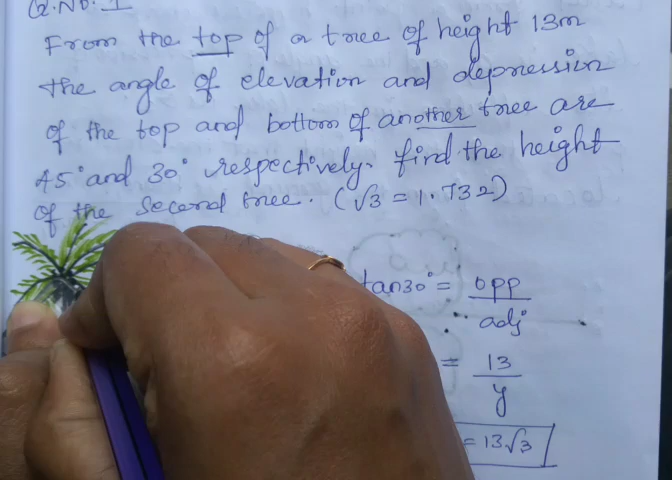 Q.No. 1
From the top of a tree of height 13m
the angle of elevation and depression
of the top and bottom of another tree are
45° and 30° respectively. find the height
of the second tree. (√3 = 1.732)
tan30° = opp
adj
= 13
y
= 13√3